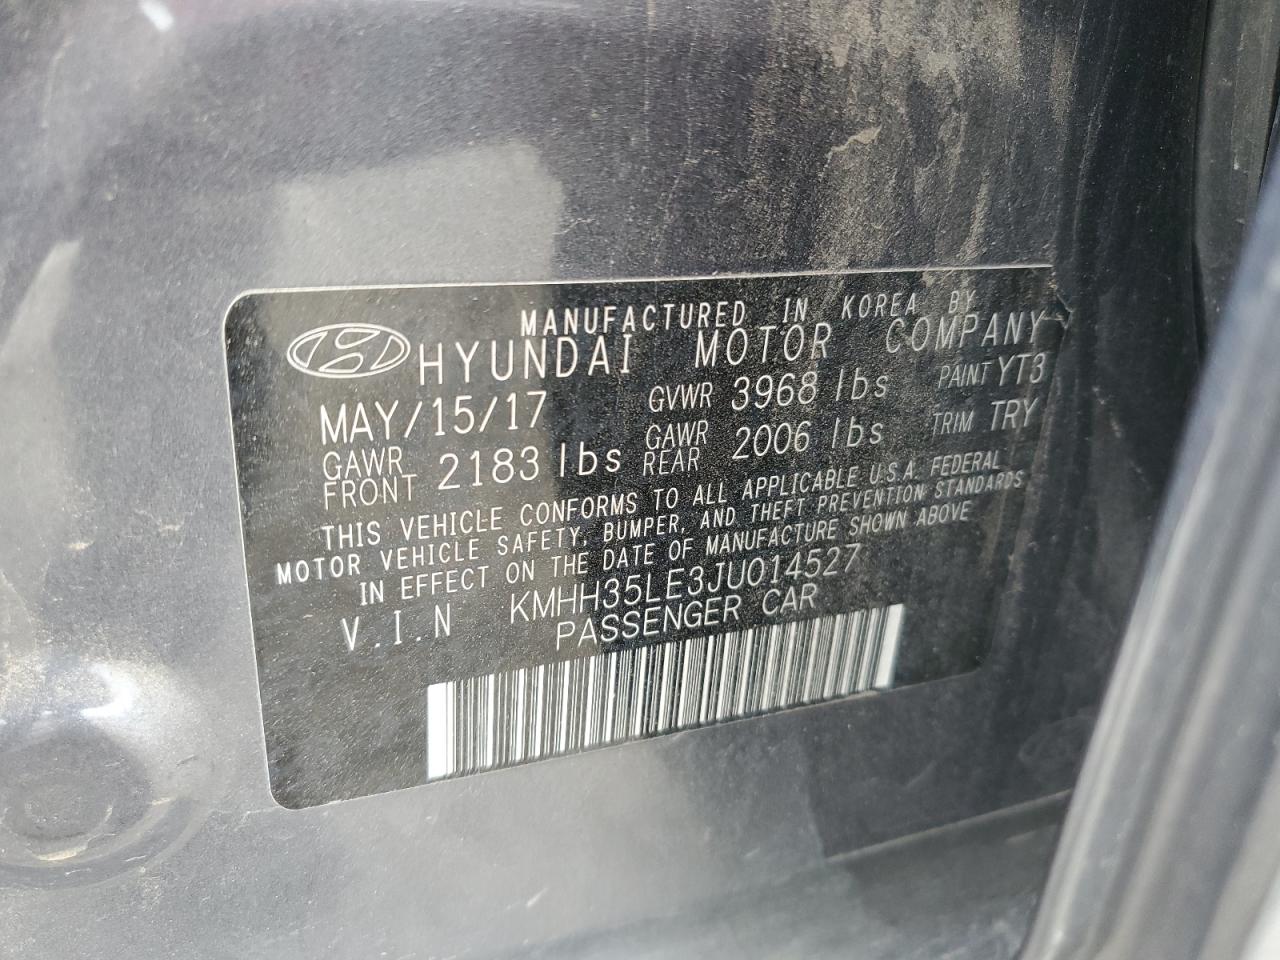 MANUFACTURED IN KOREA BY
HYUNDAI MOTOR COMPANY
MAY/15/17 GVWR 3968 lbs PAINT YT3
GAWR FRONT 2183 lbs GAWR REAR 2006 lbs TRIM TRY
THIS VEHICLE CONFORMS TO ALL APPLICABLE U.S.A. FEDERAL
MOTOR VEHICLE SAFETY, BUMPER, AND THEFT PREVENTION STANDARDS
IN EFFECT ON THE DATE OF MANUFACTURE SHOWN ABOVE
V.I.N KMHH35LE3JU014527
PASSENGER CAR